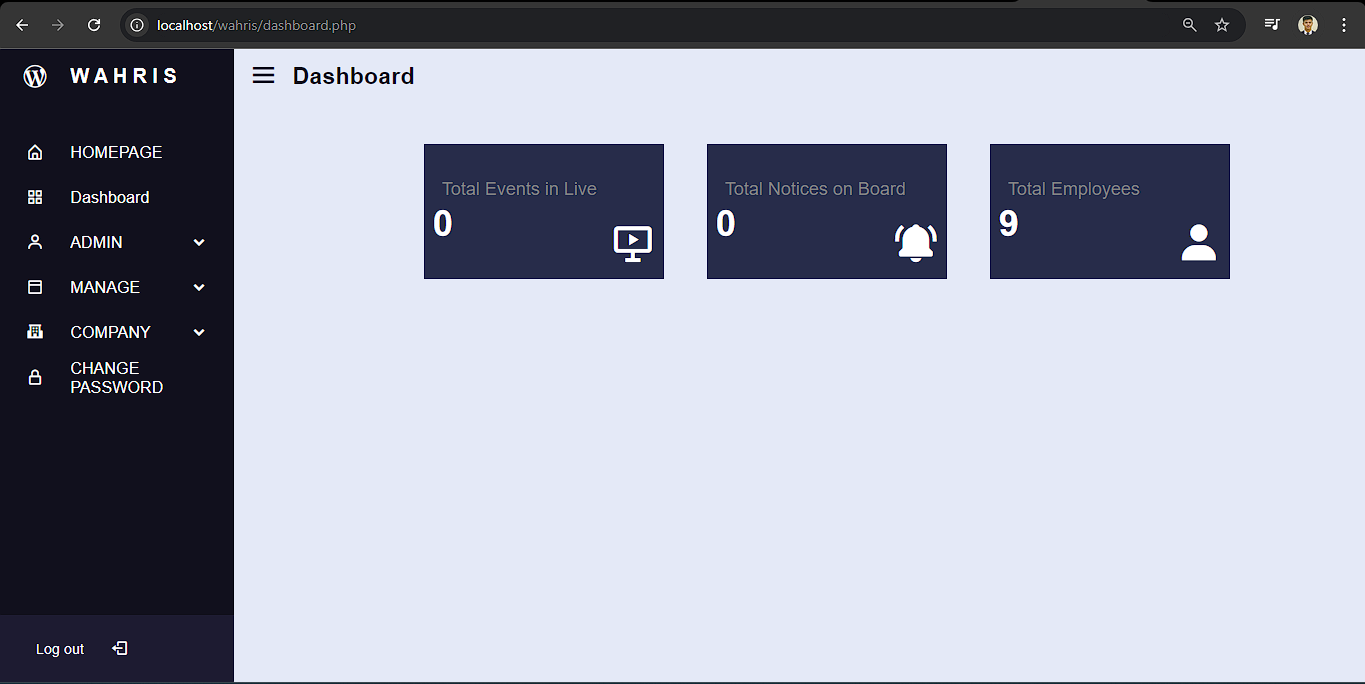 localhost/wahris/dashboard.php
WAHRIS
Dashboard
HOMEPAGE
Dashboard
ADMIN
MANAGE
COMPANY
CHANGE
PASSWORD
Log out
Total Events in Live
0
Total Notices on Board
0
Total Employees
9